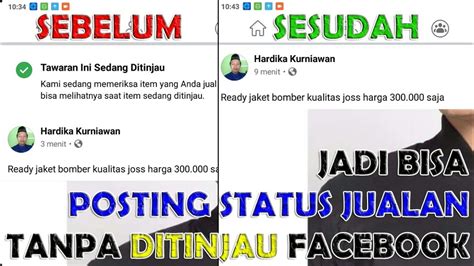 10:34
SEBELUM
Tawaran Ini Sedang Ditinjau
Kami sedang memeriksa item yang Anda jual
bisa melihatnya saat item sedang ditinjau.
Hardika Kurniawan
3 menit
Ready jaket bomber kualitas joss harga 300.000 sa
10:43
SESUDAH
Hardika Kurniawan
9 menit
Ready jaket bomber kualitas joss harga 300.000 saja
JADI BISA
POSTING STATUS JUALAN
TANPA DITINJAU FACEBOOK